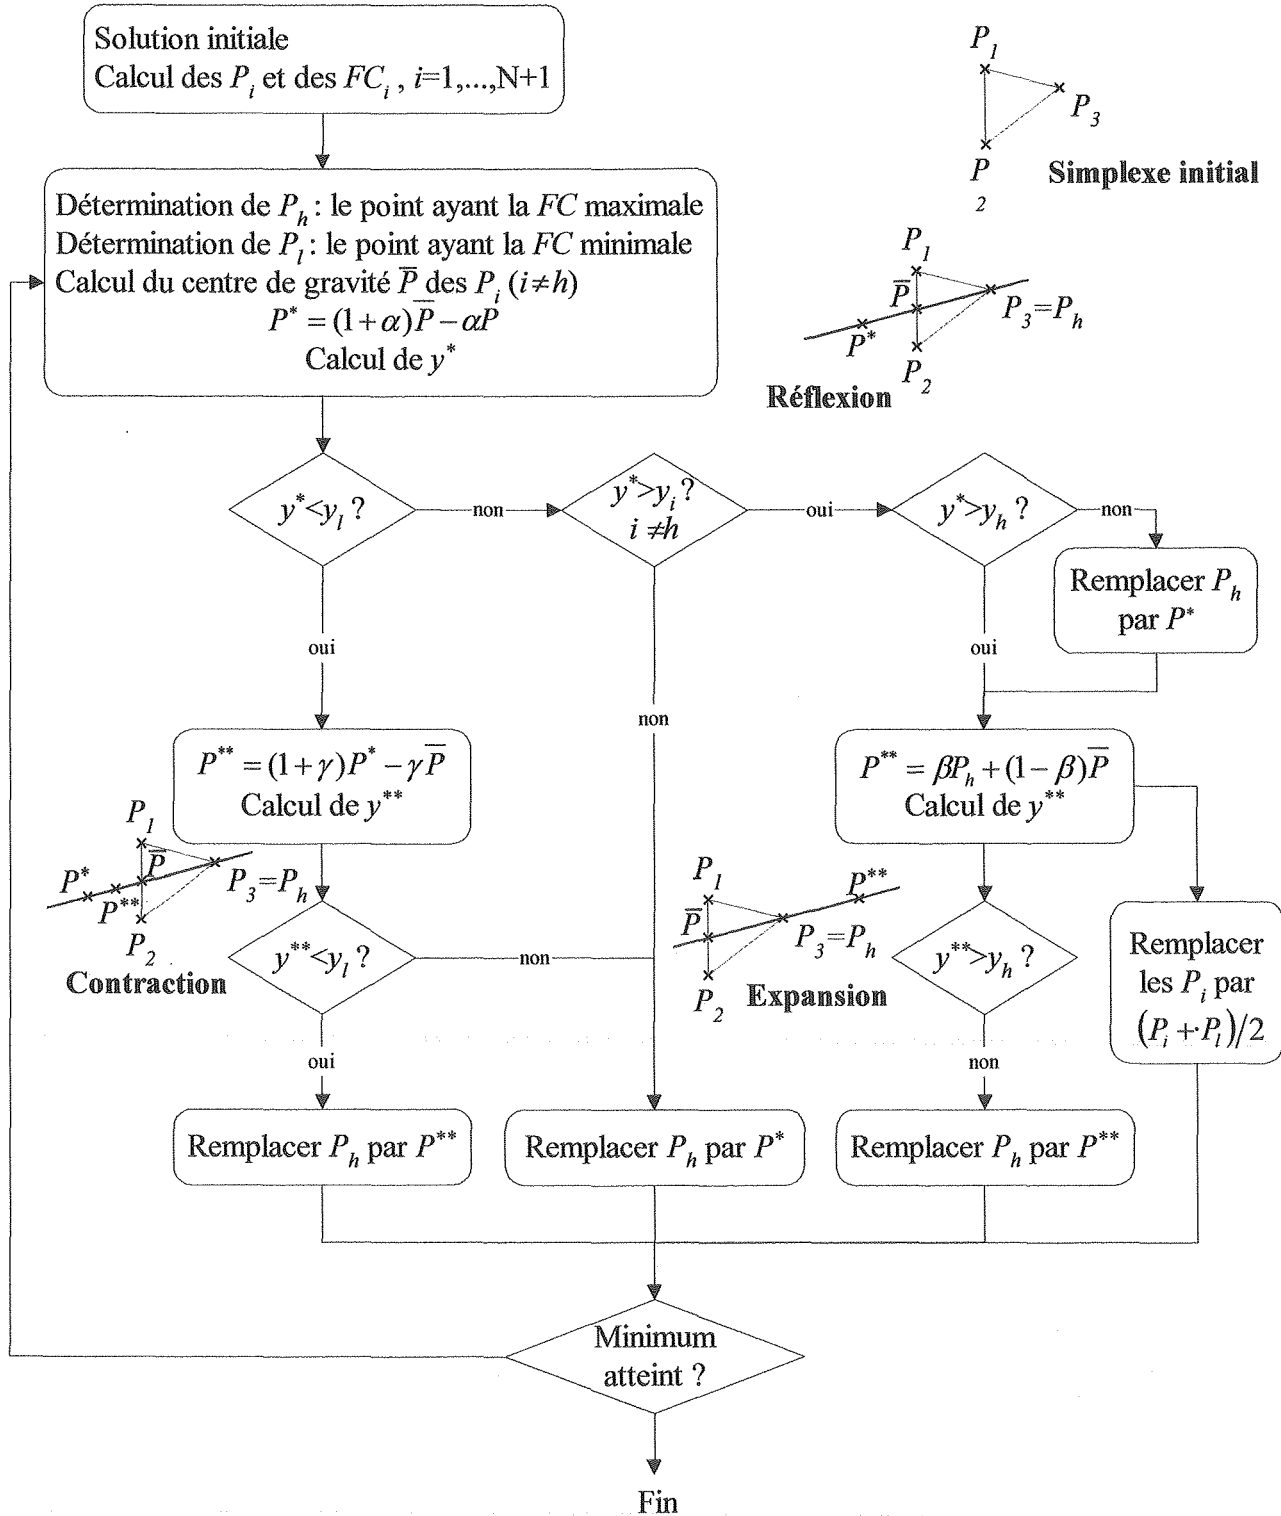 Solution initiale
Calcul des P_i et des FC_i , i=1,...,N+1
P_1
P_3
P
2
Simplexe initial
Détermination de P_h : le point ayant la FC maximale
Détermination de P_l : le point ayant la FC minimale
Calcul du centre de gravité P̅ des P_i (i≠h)
P* = (1+α)P̅ − αP
Calcul de y*
P_1
P̅
P_3=P_h
P*
P_2
Réflexion
y*<y_l ?
non
y*>y_i ?
i ≠h
oui
y*>y_h ?
non
Remplacer P_h
par P*
oui
oui
non
P** = (1+γ)P* − γP̅
Calcul de y**
P** = βP_h + (1− β)P̅
Calcul de y**
P_1
P̅
P*
P**
P_3=P_h
P_2
Contraction
y**<y_l ?
non
P_1
P**
P̅
P_3=P_h
P_2
Expansion
y**>y_h ?
Remplacer
les P_i par
(P_i +·P_l)/2
oui
non
Remplacer P_h par P**
Remplacer P_h par P*
Remplacer P_h par P**
Minimum
atteint ?
Fin